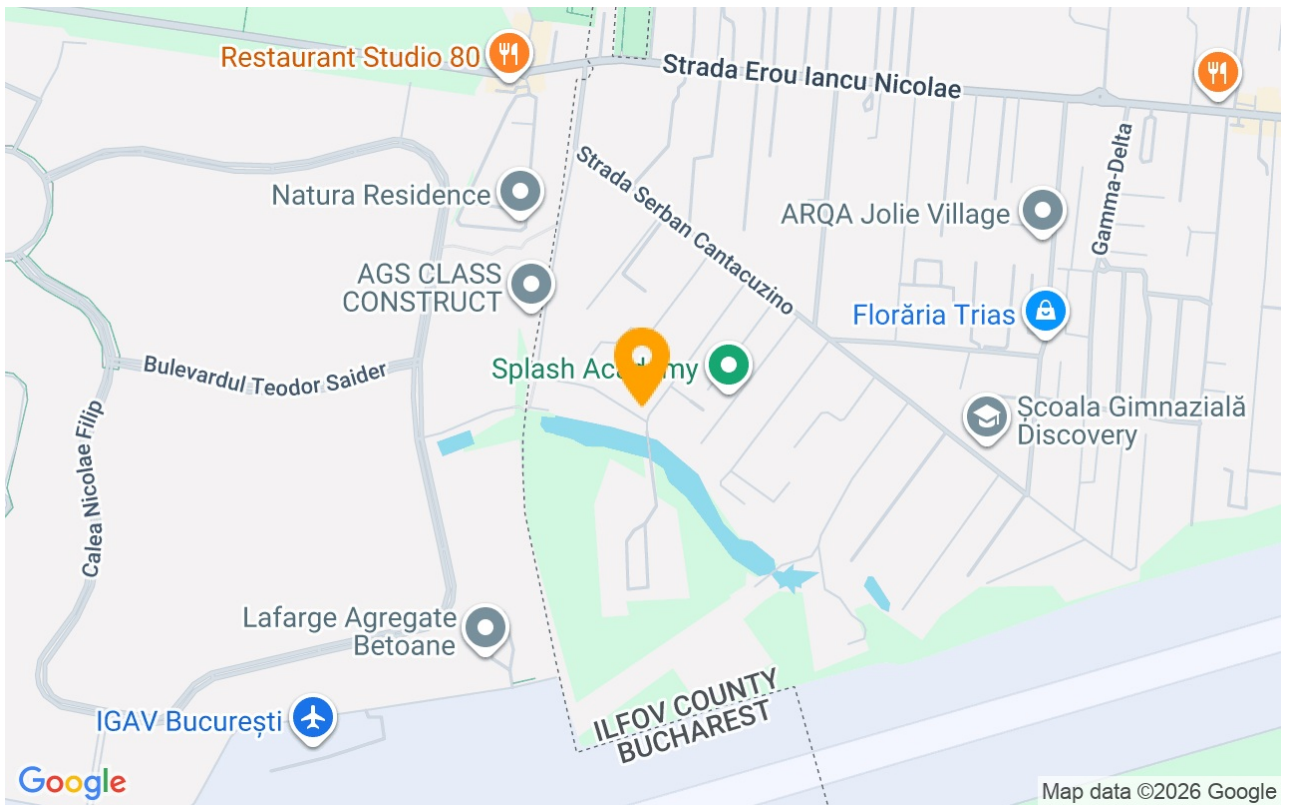 Restaurant Studio 80
Strada Erou Iancu Nicolae
Strada Serban Cantacuzino
Gamma-Delta
Natura Residence
ARQA Jolie Village
AGS CLASS
CONSTRUCT
Florăria Trias
Splash Academy
Bulevardul Teodor Saider
Școala Gimnazială
Discovery
Calea Nicolae Filip
Lafarge Agregate
Betoane
ILFOV COUNTY
BUCHAREST
IGAV București
Google
Map data ©2026 Google